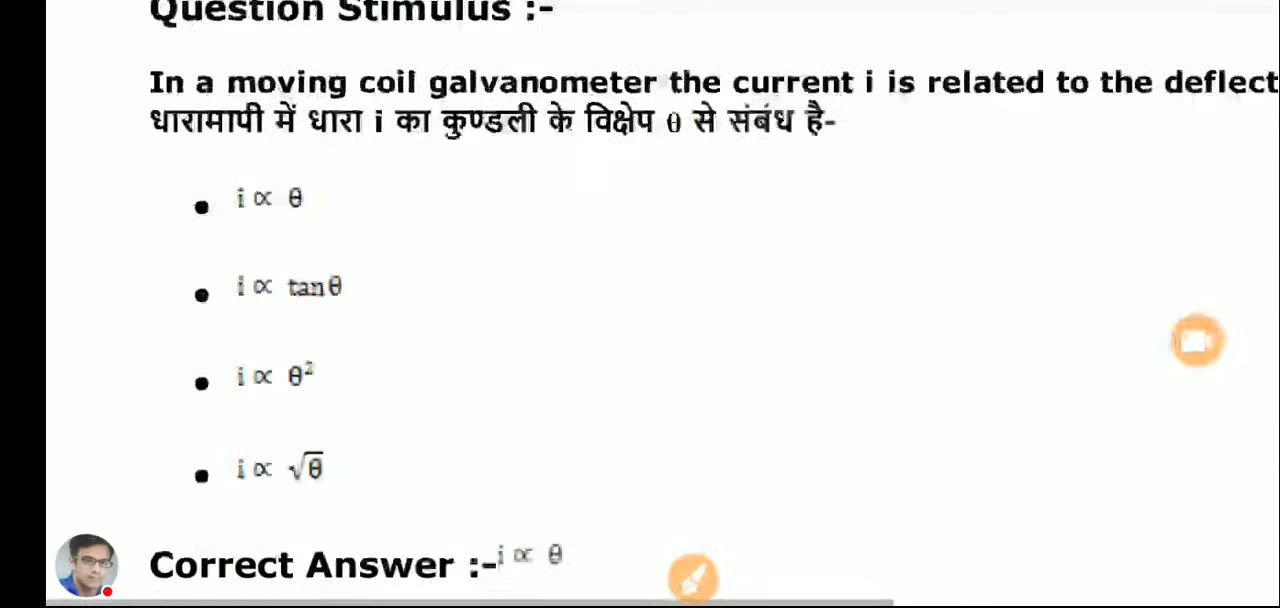 Question Stimulus :-
In a moving coil galvanometer the current i is related to the deflect
धारामापी में धारा i का कुण्डली के विक्षेप θ से संबंध है-
i ∝ θ
i ∝ tanθ
i ∝ θ²
i ∝ √θ
Correct Answer :- i ∝ θ